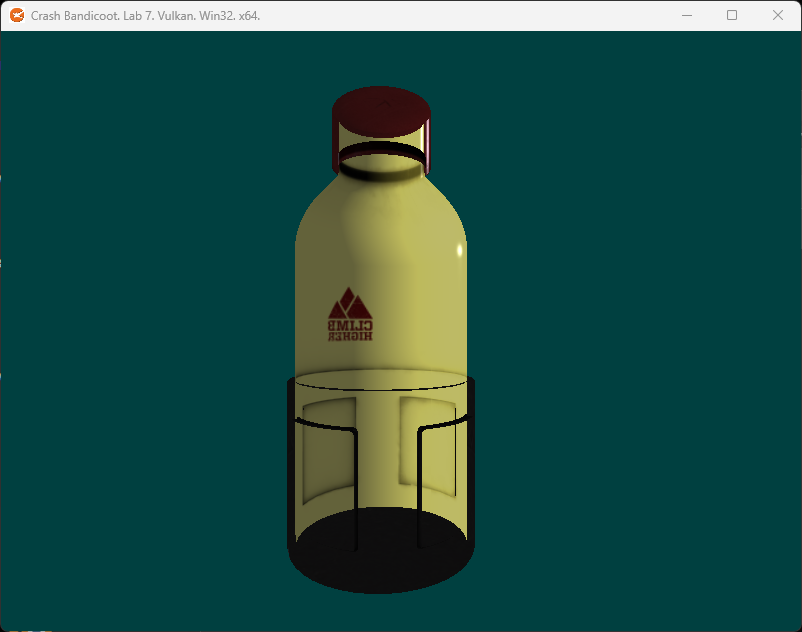 Crash Bandicoot. Lab 7. Vulkan. Win32. x64.
CLIMB
HIGHER